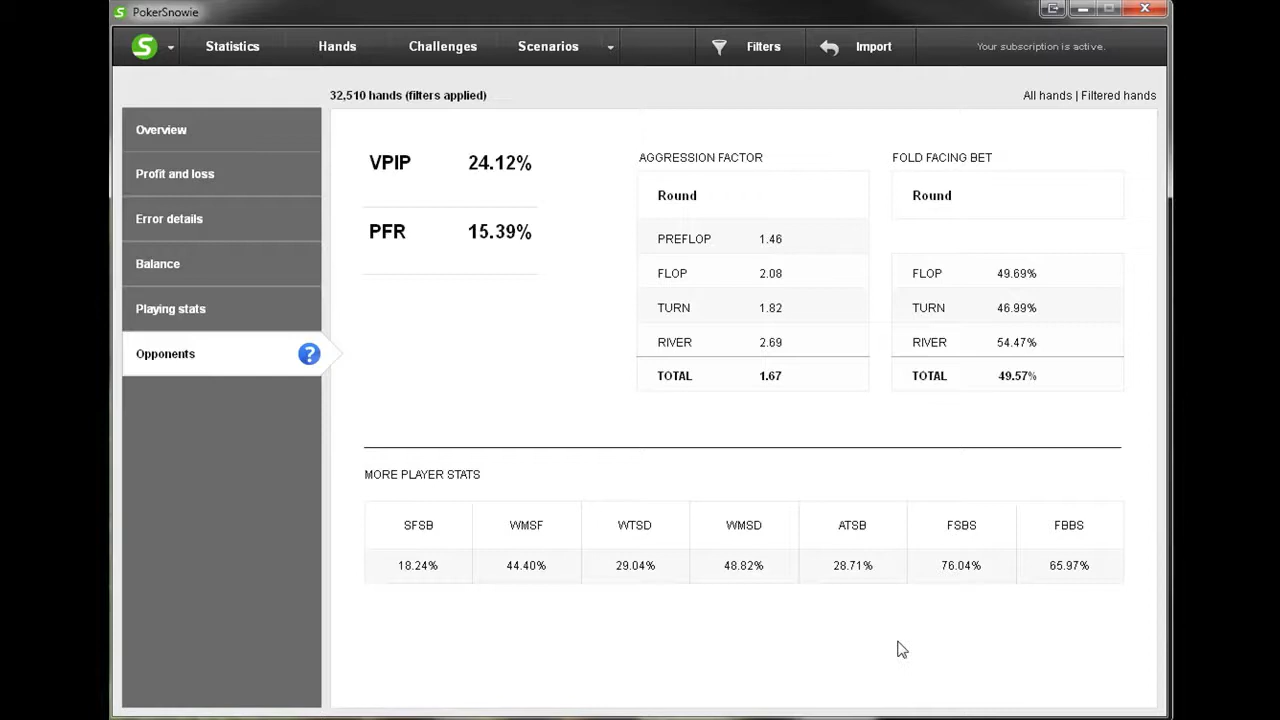 PokerSnowie
Statistics Hands Challenges Scenarios Filters Import Your subscription is active.
32,510 hands (filters applied) All hands | Filtered hands
Overview
Profit and loss
Error details
Balance
Playing stats
Opponents ?
VPIP 24.12%
PFR 15.39%
AGGRESSION FACTOR
Round
PREFLOP 1.46
FLOP 2.08
TURN 1.82
RIVER 2.69
TOTAL 1.67
FOLD FACING BET
Round
FLOP 49.69%
TURN 46.99%
RIVER 54.47%
TOTAL 49.57%
MORE PLAYER STATS
SFSB WMSF WTSD WMSD ATSB FSBS FBBS
18.24% 44.40% 29.04% 48.82% 28.71% 76.04% 65.97%